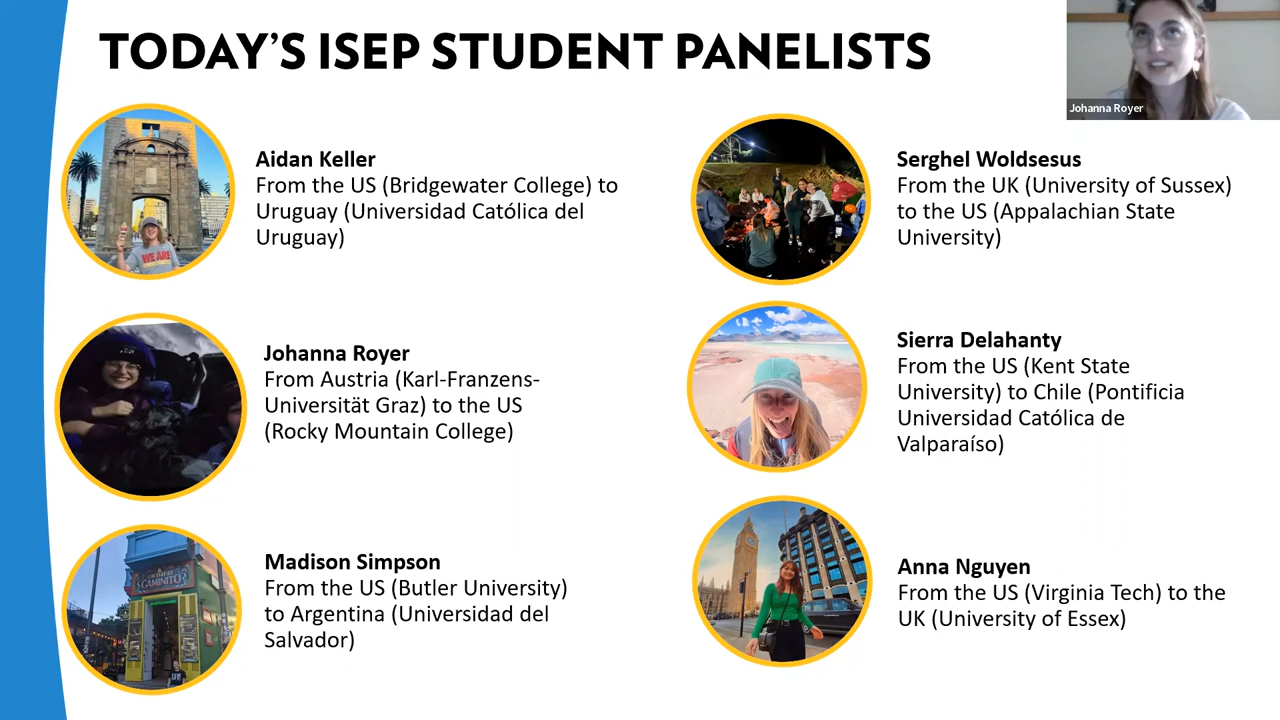 TODAY'S ISEP STUDENT PANELISTS
Johanna Royer
Aidan Keller
From the US (Bridgewater College) to
Uruguay (Universidad Católica del
Uruguay)
WE ARE
Johanna Royer
From Austria (Karl-Franzens-
Universität Graz) to the US
(Rocky Mountain College)
Madison Simpson
From the US (Butler University)
to Argentina (Universidad del
Salvador)
CAMINITO
Serghel Woldsesus
From the UK (University of Sussex)
to the US (Appalachian State
University)
Sierra Delahanty
From the US (Kent State
University) to Chile (Pontificia
Universidad Católica de
Valparaíso)
Anna Nguyen
From the US (Virginia Tech) to the
UK (University of Essex)